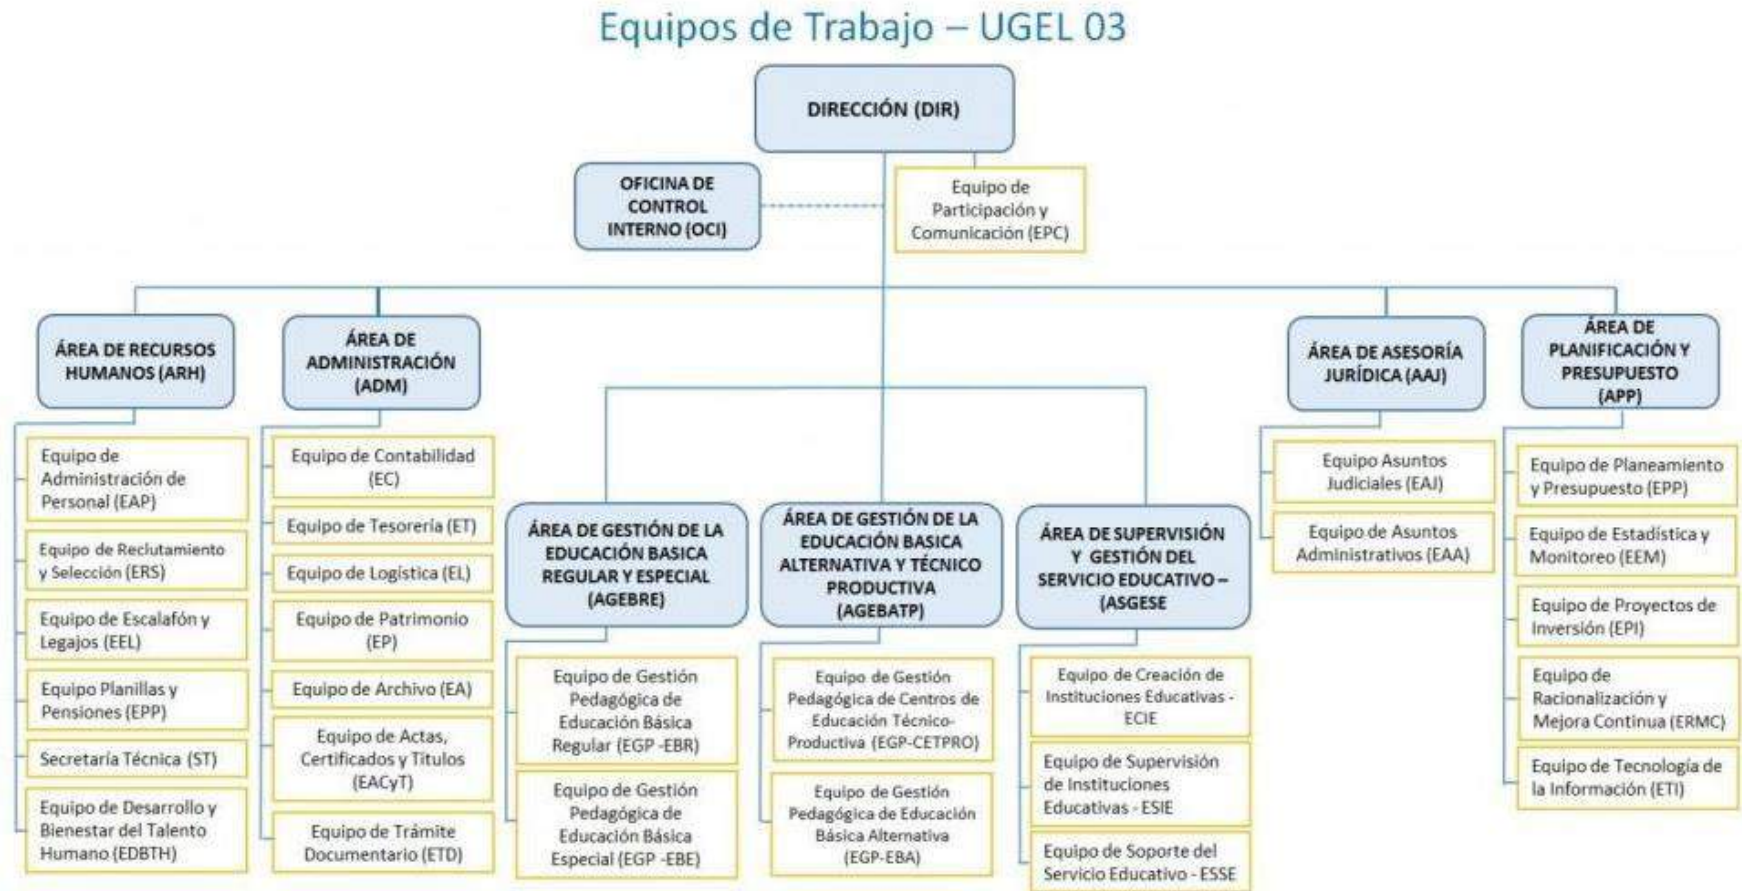 Equipos de Trabajo – UGEL 03
DIRECCIÓN (DIR)
OFICINA DE
CONTROL
INTERNO (OCI)
Equipo de
Participación y
Comunicación (EPC)
ÁREA DE RECURSOS
HUMANOS (ARH)
Equipo de
Administración de
Personal (EAP)
Equipo de Reclutamiento
y Selección (ERS)
Equipo de Escalafón y
Legajos (EEL)
Equipo Planillas y
Pensiones (EPP)
Secretaría Técnica (ST)
Equipo de Desarrollo y
Bienestar del Talento
Humano (EDBTH)
ÁREA DE
ADMINISTRACIÓN
(ADM)
Equipo de Contabilidad
(EC)
Equipo de Tesorería (ET)
Equipo de Logística (EL)
Equipo de Patrimonio
(EP)
Equipo de Archivo (EA)
Equipo de Actas,
Certificados y Titulos
(EACyT)
Equipo de Trámite
Documentario (ETD)
ÁREA DE GESTIÓN DE LA
EDUCACIÓN BASICA
REGULAR Y ESPECIAL
(AGEBRE)
Equipo de Gestión
Pedagógica de
Educación Básica
Regular (EGP -EBR)
Equipo de Gestión
Pedagógica de
Educación Básica
Especial (EGP -EBE)
ÁREA DE GESTIÓN DE LA
EDUCACIÓN BASICA
ALTERNATIVA Y TÉCNICO
PRODUCTIVA
(AGEBATP)
Equipo de Gestión
Pedagógica de Centros de
Educación Técnico-
Productiva (EGP-CETPRO)
Equipo de Gestión
Pedagógica de Educación
Básica Alternativa
(EGP-EBA)
ÁREA DE SUPERVISIÓN
Y GESTIÓN DEL
SERVICIO EDUCATIVO –
(ASGESE
Equipo de Creación de
Instituciones Educativas -
ECIE
Equipo de Supervisión
de Instituciones
Educativas - ESIE
Equipo de Soporte del
Servicio Educativo - ESSE
ÁREA DE ASESORÍA
JURÍDICA (AAJ)
Equipo Asuntos
Judiciales (EAJ)
Equipo de Asuntos
Administrativos (EAA)
ÁREA DE
PLANIFICACIÓN Y
PRESUPUESTO
(APP)
Equipo de Planeamiento
y Presupuesto (EPP)
Equipo de Estadística y
Monitoreo (EEM)
Equipo de Proyectos de
Inversión (EPI)
Equipo de
Racionalización y
Mejora Continua (ERMC)
Equipo de Tecnología de
la Información (ETI)